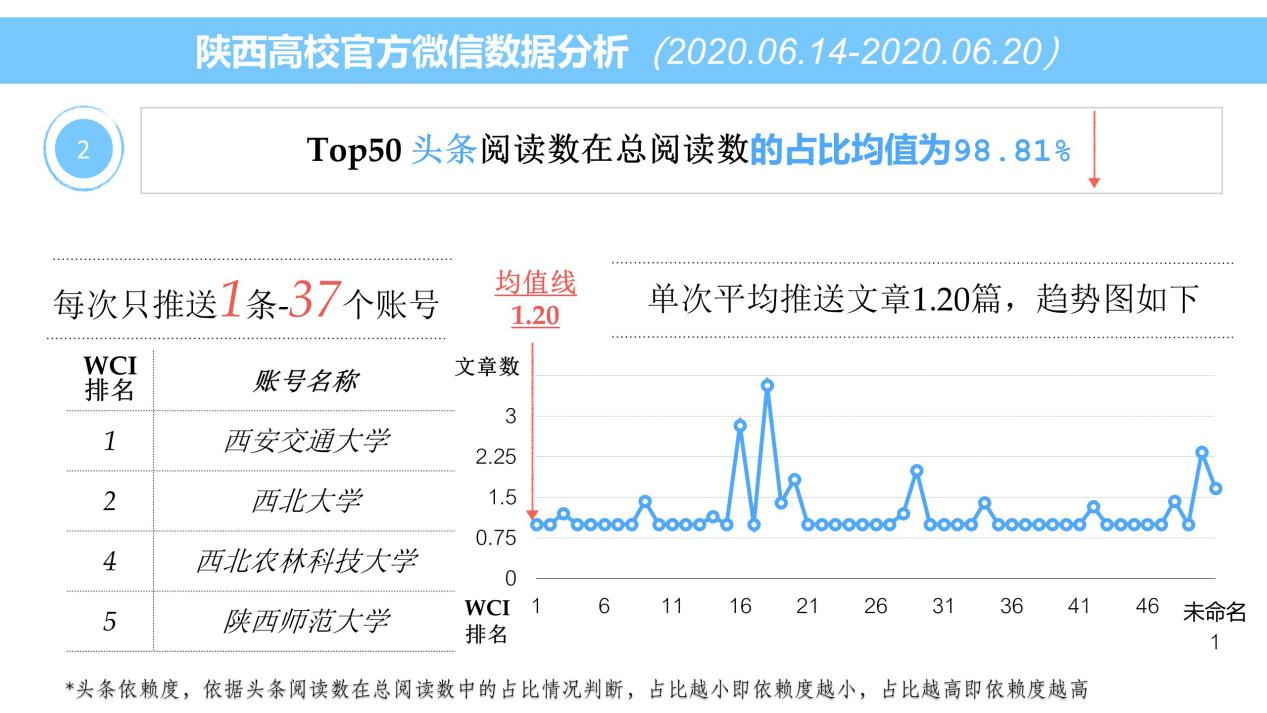 陕西高校官方微信数据分析（2020.06.14-2020.06.20）
2
Top50 头条阅读数在总阅读数的占比均值为98.81%
每次只推送1条-37个账号
WCI排名 账号名称
1 西安交通大学
2 西北大学
4 西北农林科技大学
5 陕西师范大学
均值线
1.20
单次平均推送文章1.20篇，趋势图如下
文章数
3
2.25
1.5
0.75
0
WCI排名
1 6 11 16 21 26 31 36 41 46 未命名1
*头条依赖度，依据头条阅读数在总阅读数中的占比情况判断，占比越小即依赖度越小，占比越高即依赖度越高